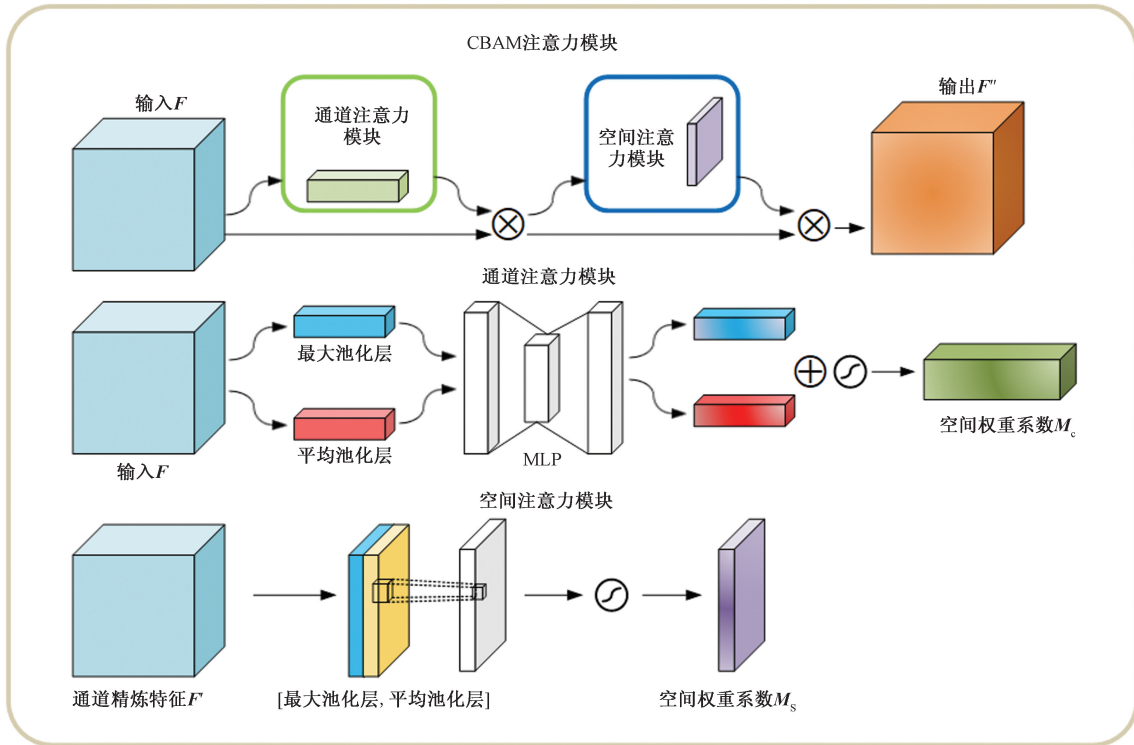 CBAM注意力模块
输入F
通道注意力
模块
空间注意
力模块
输出F″
通道注意力模块
最大池化层
平均池化层
输入F
MLP
空间权重系数Mc
空间注意力模块
通道精炼特征F′
[最大池化层, 平均池化层]
空间权重系数MS